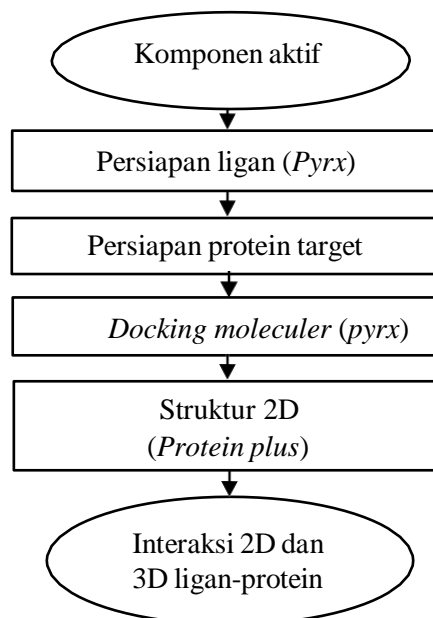 Komponen aktif
Persiapan ligan (Pyrx)
Persiapan protein target
Docking moleculer (pyrx)
Struktur 2D
(Protein plus)
Interaksi 2D dan
3D ligan-protein